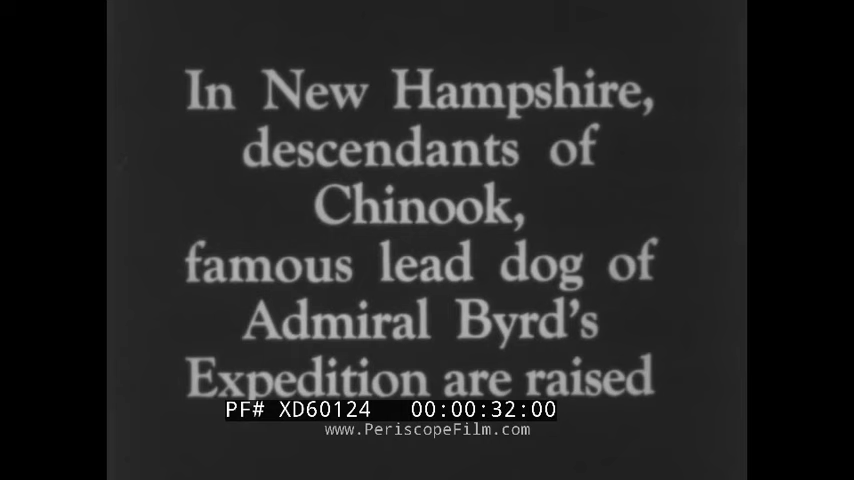 In New Hampshire,
descendants of
Chinook,
famous lead dog of
Admiral Byrd's
Expedition are raised
PF# XD60124 00:00:32:00
www.PeriscopeFilm.com